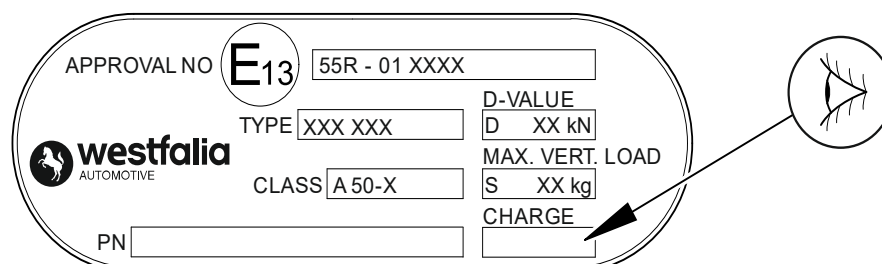 APPROVAL NO E13 55R - 01 XXXX
D-VALUE
TYPE XXX XXX D XX kN
westfalia
AUTOMOTIVE
MAX. VERT. LOAD
CLASS A 50-X S XX kg
CHARGE
PN